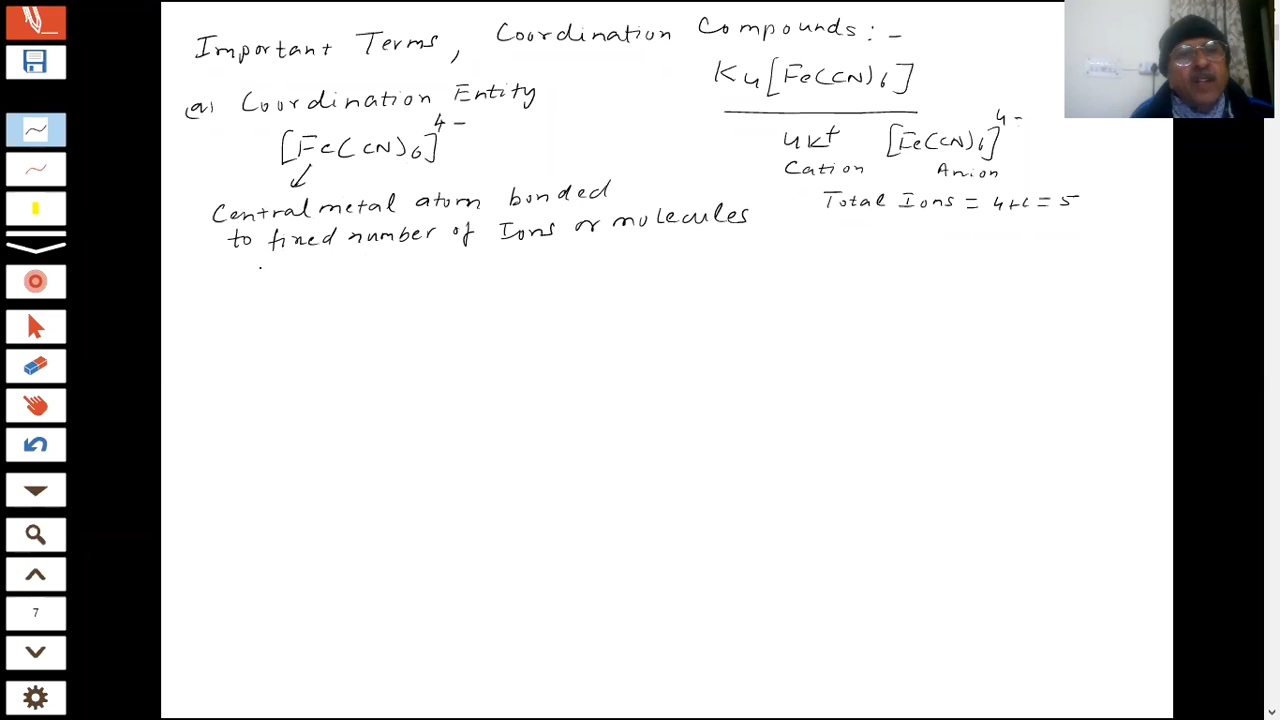 Important Terms, Coordination Compounds:-
K4[Fe(CN)6]
(a) Coordination Entity
[Fe(CN)6]4-
4K+ [Fe(CN)6]4-
Cation Anion
Total Ions = 4+1 = 5
Central metal atom bonded
to fixed number of Ions or molecules
7